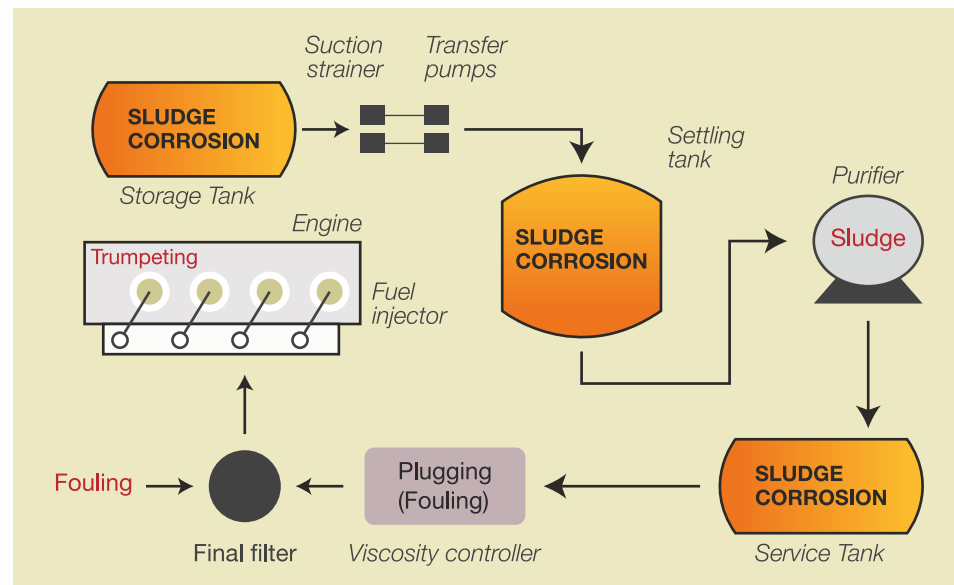 Suction
strainer
Transfer
pumps
SLUDGE
CORROSION
Storage Tank
Settling
tank
Purifier
Sludge
SLUDGE
CORROSION
Engine
Trumpeting
Fuel
injector
Fouling
Final filter
Plugging
(Fouling)
Viscosity controller
SLUDGE
CORROSION
Service Tank